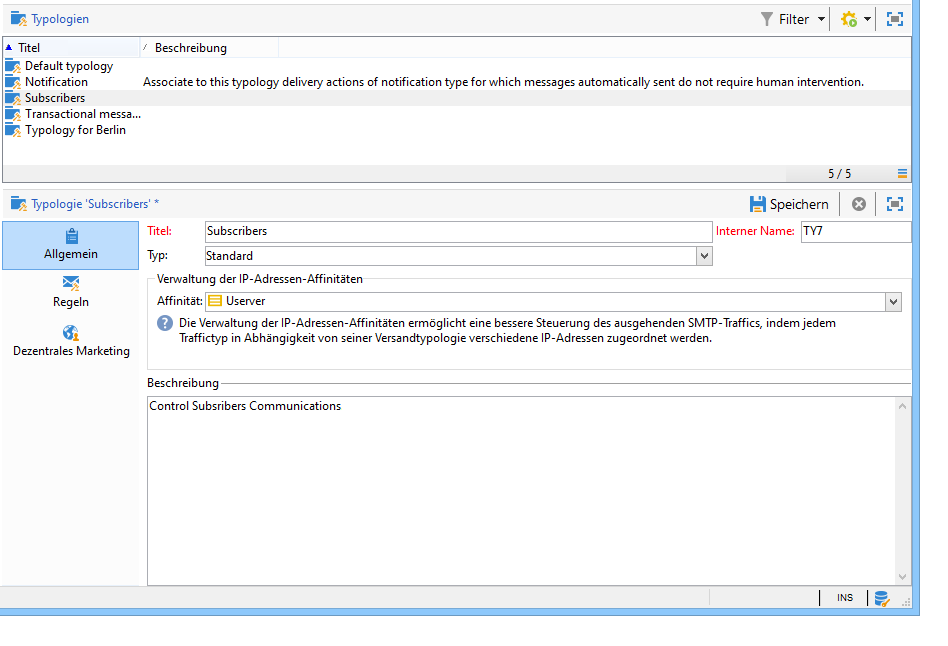 Typologien
Filter
Titel / Beschreibung
Default typology
Notification Associate to this typology delivery actions of notification type for which messages automatically sent do not require human intervention.
Subscribers
Transactional messa...
Typology for Berlin
5 / 5
Typologie 'Subscribers' *
Speichern
Allgemein
Regeln
Dezentrales Marketing
Titel: Subscribers Interner Name: TY7
Typ: Standard
Verwaltung der IP-Adressen-Affinitäten
Affinität: Userver
Die Verwaltung der IP-Adressen-Affinitäten ermöglicht eine bessere Steuerung des ausgehenden SMTP-Traffics, indem jedem
Traffictyp in Abhängigkeit von seiner Versandtypologie verschiedene IP-Adressen zugeordnet werden.
Beschreibung
Control Subsribers Communications
INS